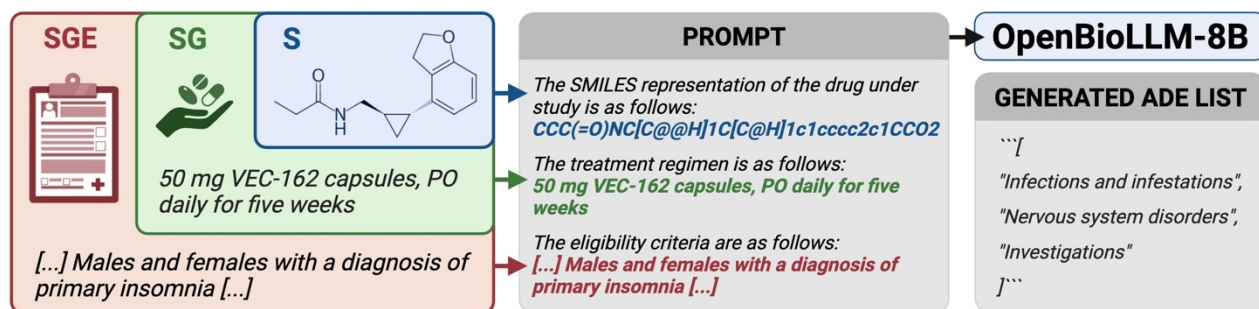 SGE
SG
S
O
O
N
H
50 mg VEC-162 capsules, PO
daily for five weeks
[...] Males and females with a diagnosis of
primary insomnia [...]
PROMPT
The SMILES representation of the drug under
study is as follows:
CCC(=O)NC[C@@H]1C[C@H]1c1cccc2c1CCO2
The treatment regimen is as follows:
50 mg VEC-162 capsules, PO daily for five
weeks
The eligibility criteria are as follows:
[...] Males and females with a diagnosis of
primary insomnia [...]
OpenBioLLM-8B
GENERATED ADE LIST
```[
"Infections and infestations",
"Nervous system disorders",
"Investigations"
]```